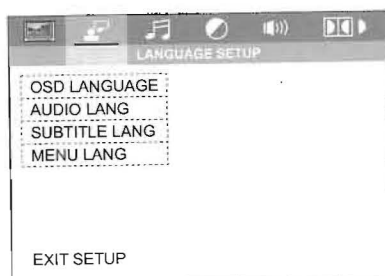 LANGUAGE SETUP
OSD LANGUAGE
AUDIO LANG
SUBTITLE LANG
MENU LANG
EXIT SETUP